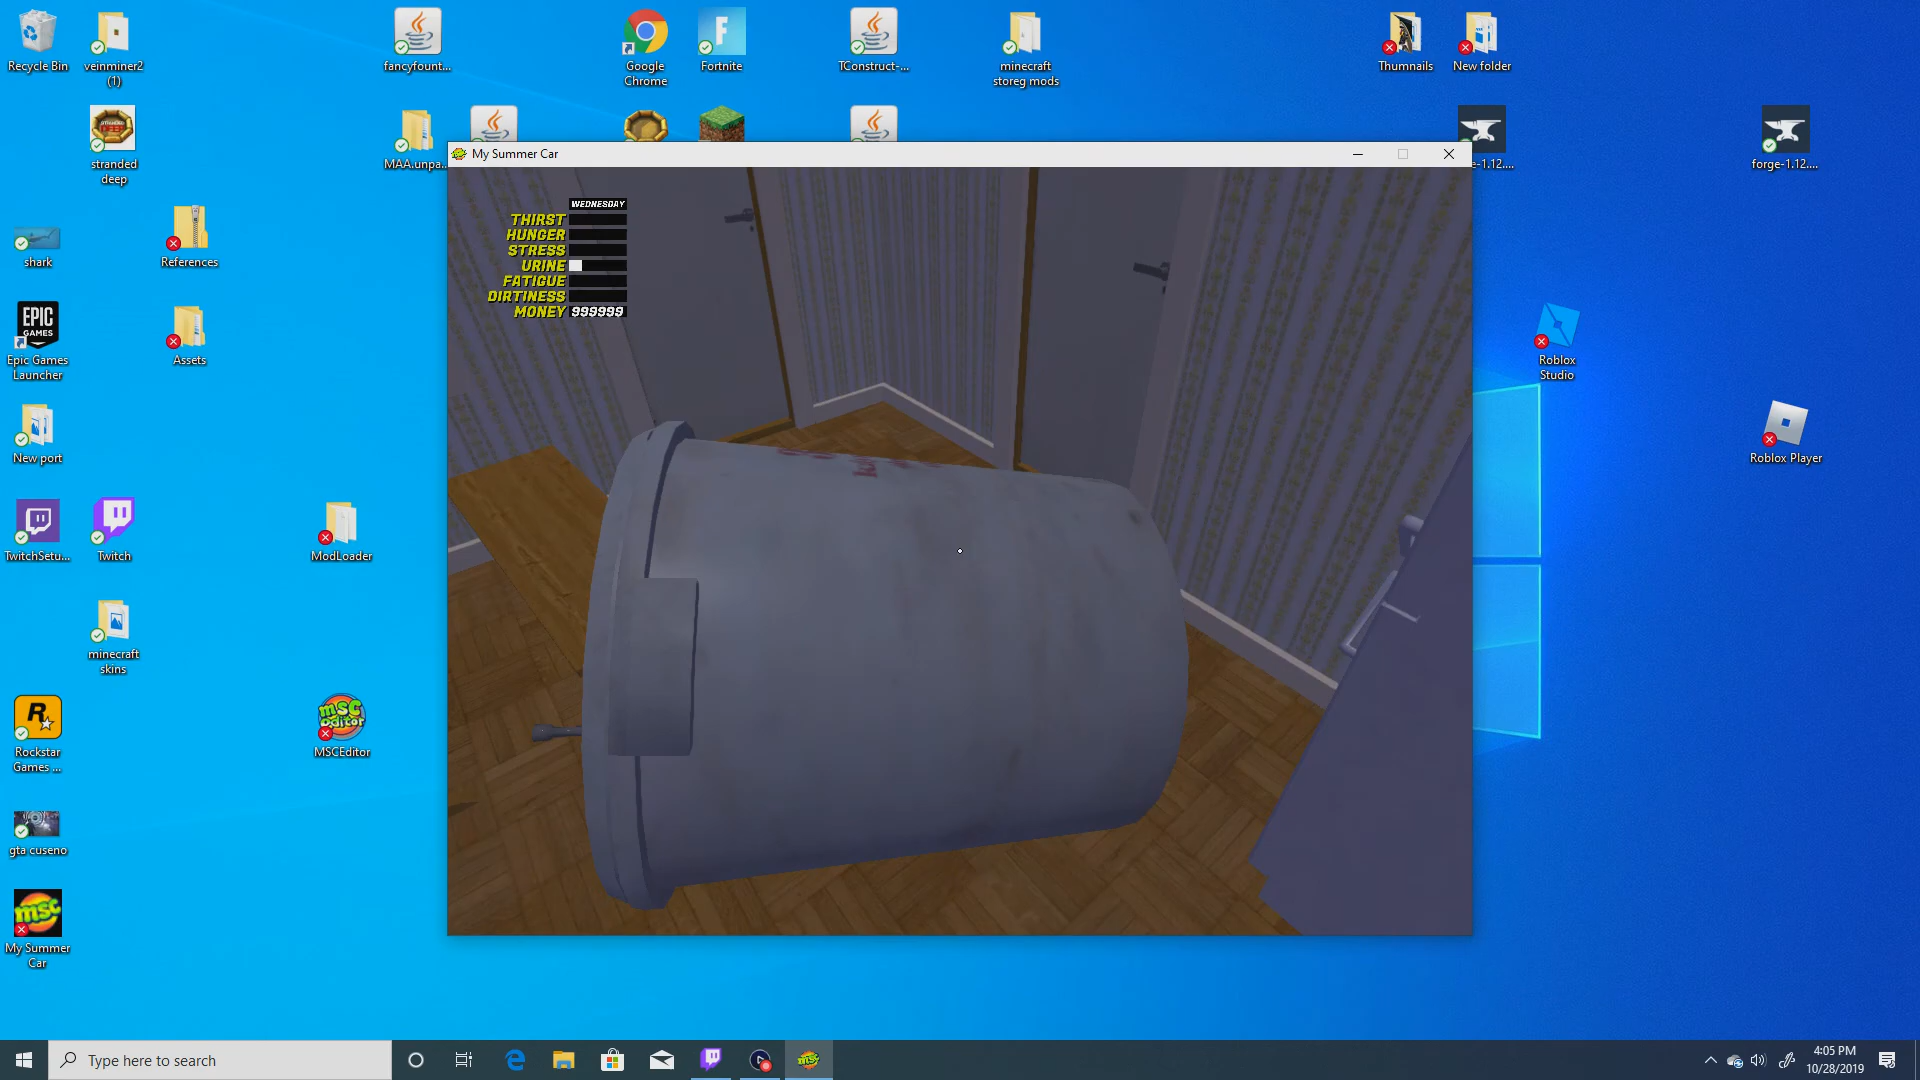 Recycle Bin
veinminer2
(1)
fancyfount...
Google
Chrome
Fortnite
TConstruct-...
minecraft
storeg mods
Thumnails
New folder
stranded
deep
MAA.unpa...
e-1.12....
forge-1.12....
shark
References
Epic Games
Launcher
Assets
Roblox
Studio
New port
Roblox Player
TwitchSetu...
Twitch
ModLoader
minecraft
skins
Rockstar
Games ...
MSCEditor
gta cuseno
My Summer
Car
EPIC
GAMES
msc
editor
msc
My Summer Car
WEDNESDAY
THIRST
HUNGER
STRESS
URINE
FATIGUE
DIRTINESS
MONEY 999999
Type here to search
4:05 PM
10/28/2019